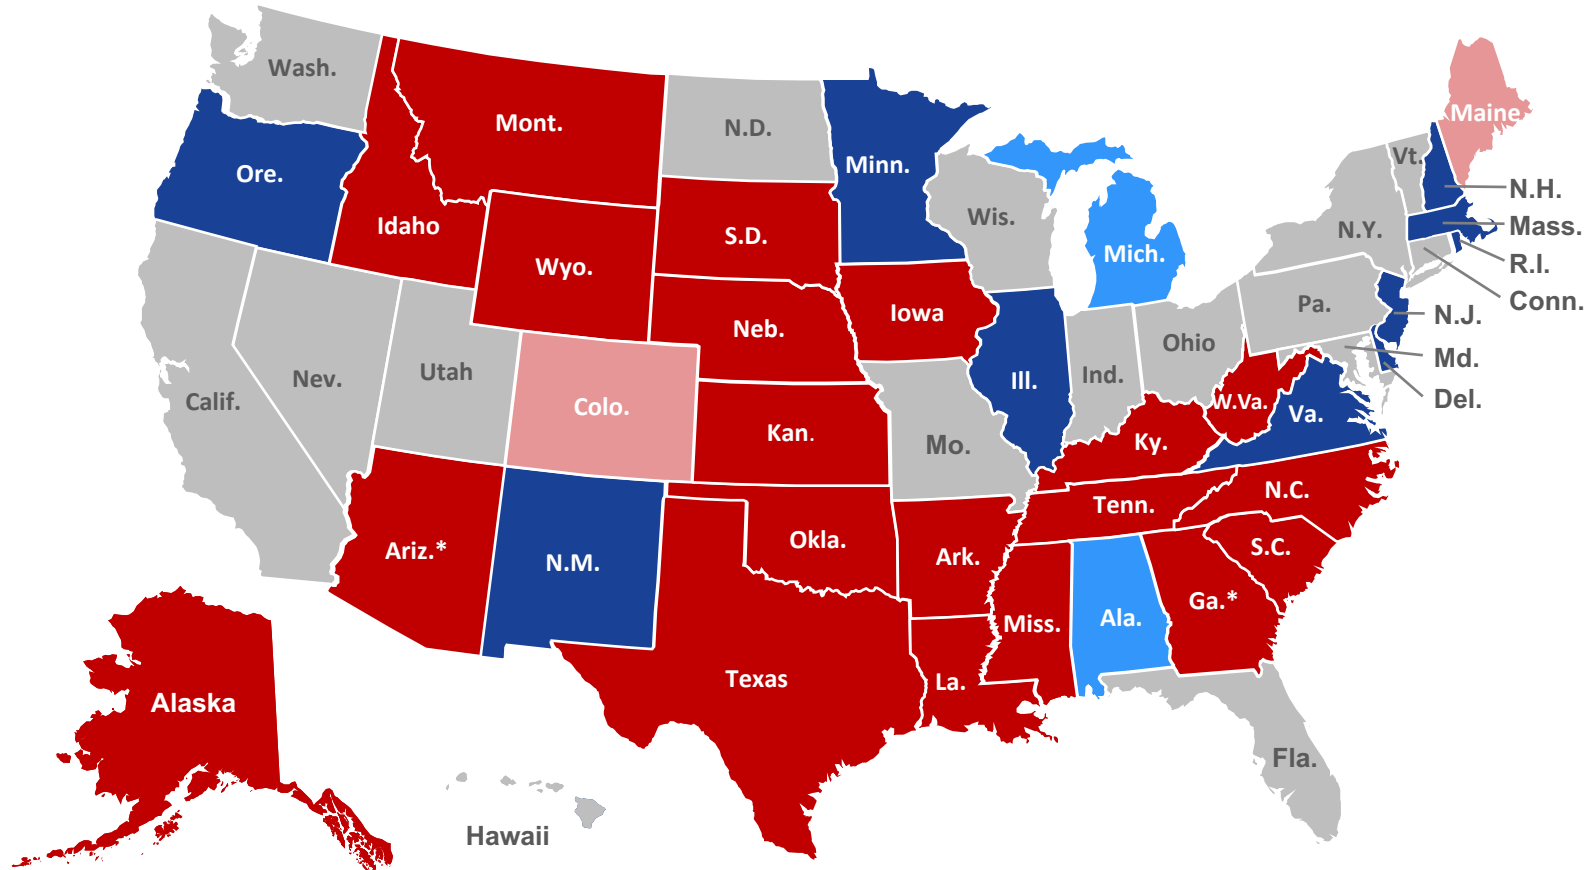 Wash.
Mont.
N.D.
Minn.
Maine
Vt.
Ore.
Idaho
S.D.
Wis.
Mich.
N.Y.
N.H.
Mass.
R.I.
Conn.
Wyo.
Neb.
Iowa
Pa.
N.J.
Md.
Del.
Calif.
Nev.
Utah
Colo.
Kan.
Mo.
Ill.
Ind.
Ohio
W.Va.
Va.
Ky.
Ariz.*
N.M.
Okla.
Ark.
Tenn.
N.C.
S.C.
Texas
La.
Miss.
Ala.
Ga.*
Fla.
Alaska
Hawaii